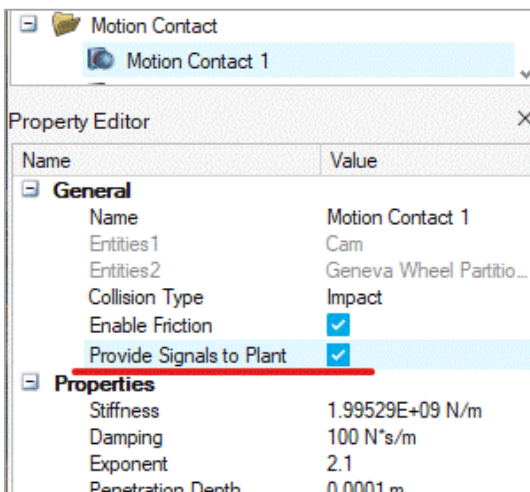 Motion Contact
Motion Contact 1
Property Editor
Name Value
General
Name Motion Contact 1
Entities1 Cam
Entities2 Geneva Wheel Partitio...
Collision Type Impact
Enable Friction
Provide Signals to Plant
Properties
Stiffness 1.99529E+09 N/m
Damping 100 N*s/m
Exponent 2.1
Penetration Depth 0.0001 m